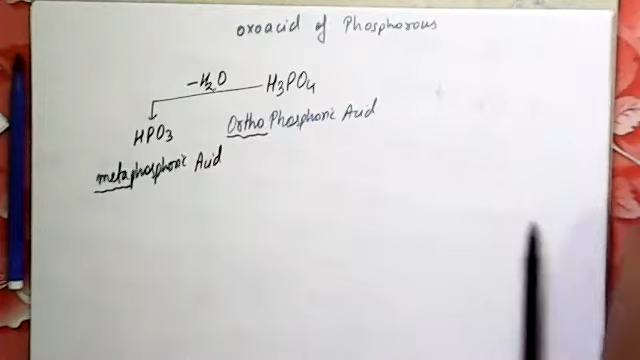 oxoacid of Phosphorous
-H2O H3PO4
HPO3 Ortho Phosphoric Acid
metaphosphoric Acid